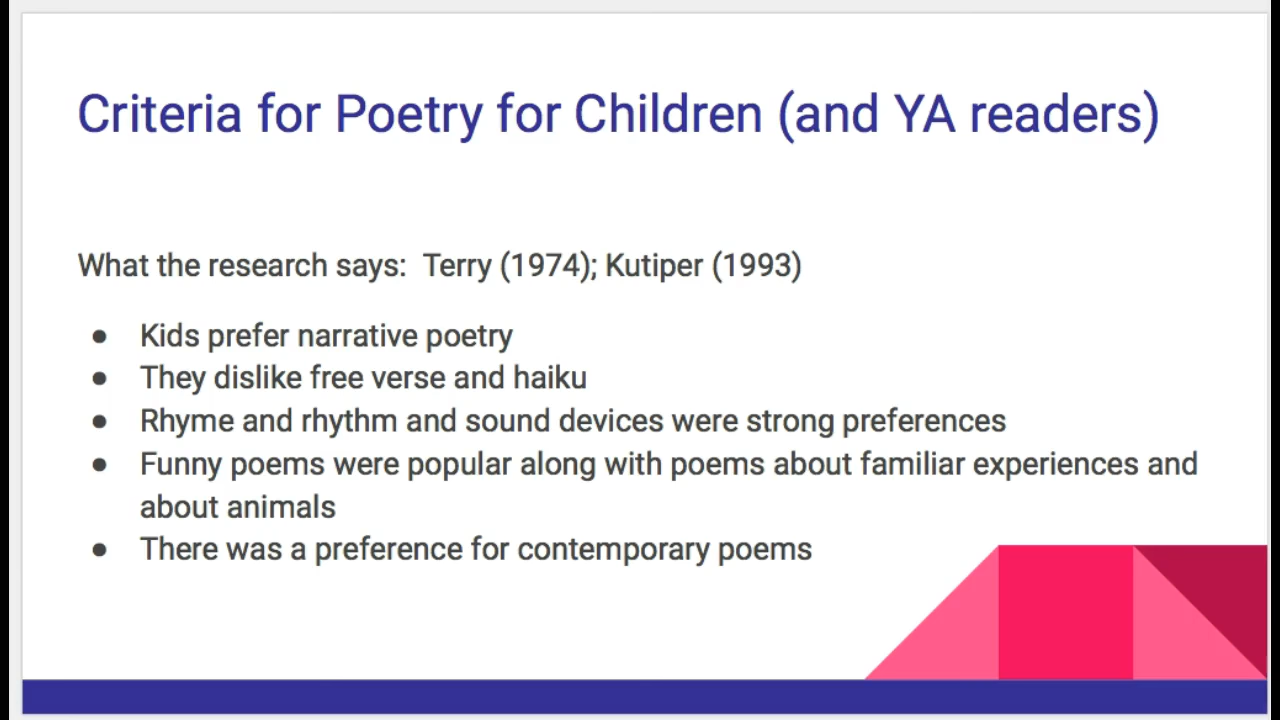 Criteria for Poetry for Children (and YA readers)
What the research says:  Terry (1974); Kutiper (1993)
● Kids prefer narrative poetry
● They dislike free verse and haiku
● Rhyme and rhythm and sound devices were strong preferences
● Funny poems were popular along with poems about familiar experiences and
about animals
● There was a preference for contemporary poems